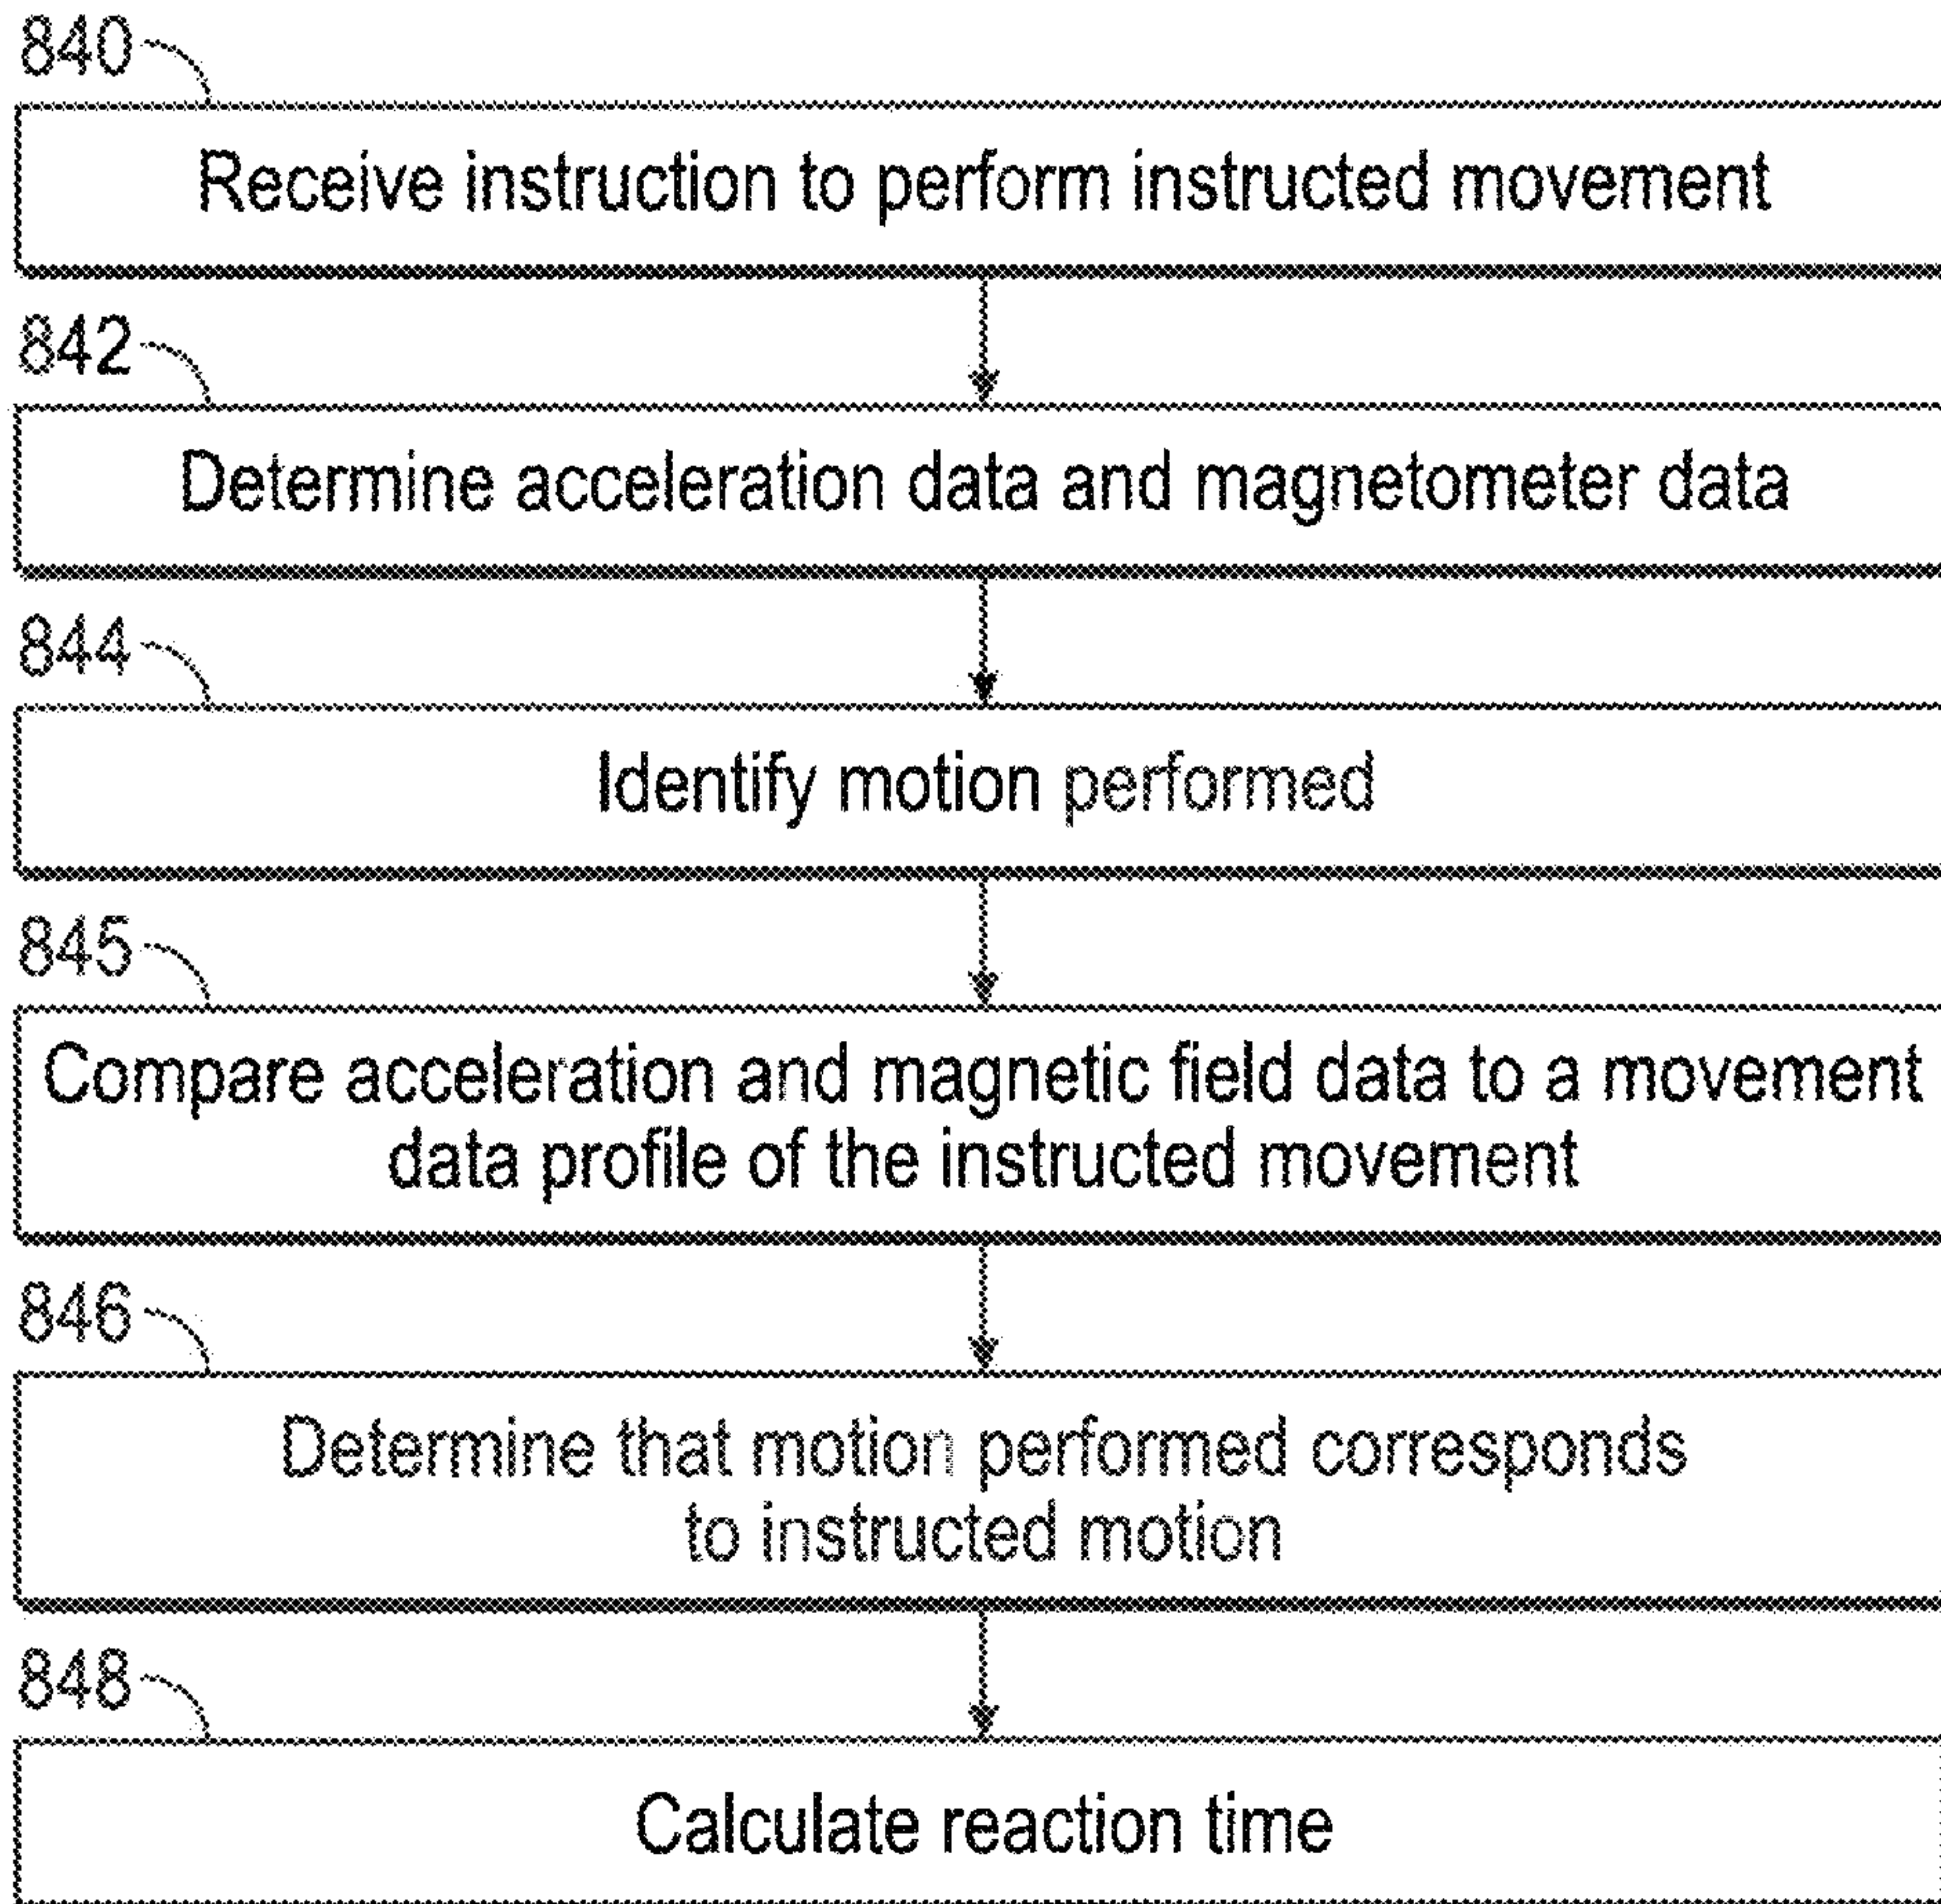 840
Receive instruction to perform instructed movement
842
Determine acceleration data and magnetometer data
844
Identify motion performed
845
Compare acceleration and magnetic field data to a movement
data profile of the instructed movement
846
Determine that motion performed corresponds
to instructed motion
848
Calculate reaction time